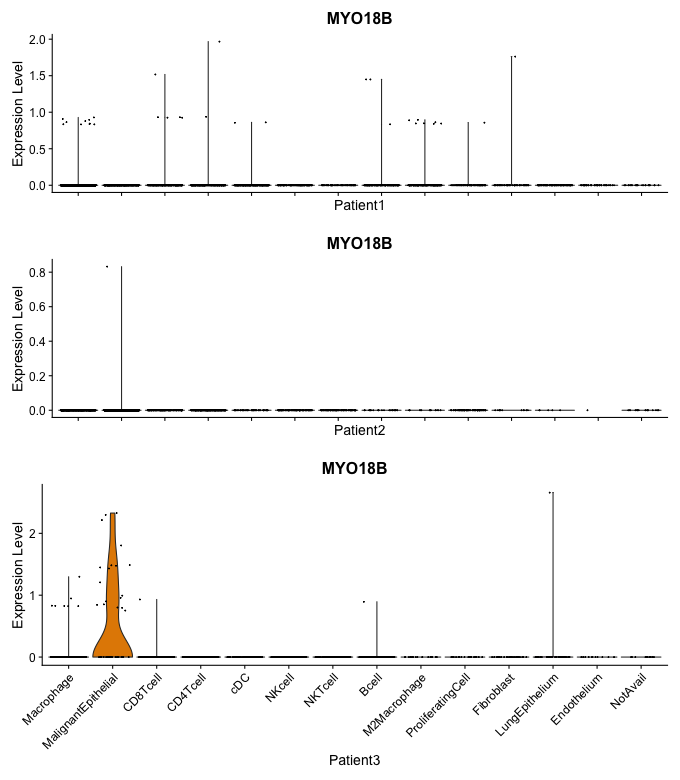 MYO18B
Expression Level
2.0
1.5
1.0
0.5
0.0
Patient1
MYO18B
Expression Level
0.8
0.6
0.4
0.2
0.0
Patient2
MYO18B
Expression Level
2
1
0
Macrophage
MalignantEpithelial
CD8Tcell
CD4Tcell
cDC
NKcell
NKTcell
Bcell
M2Macrophage
ProliferatingCell
Fibroblast
LungEpithelium
Endothelium
NotAvail
Patient3